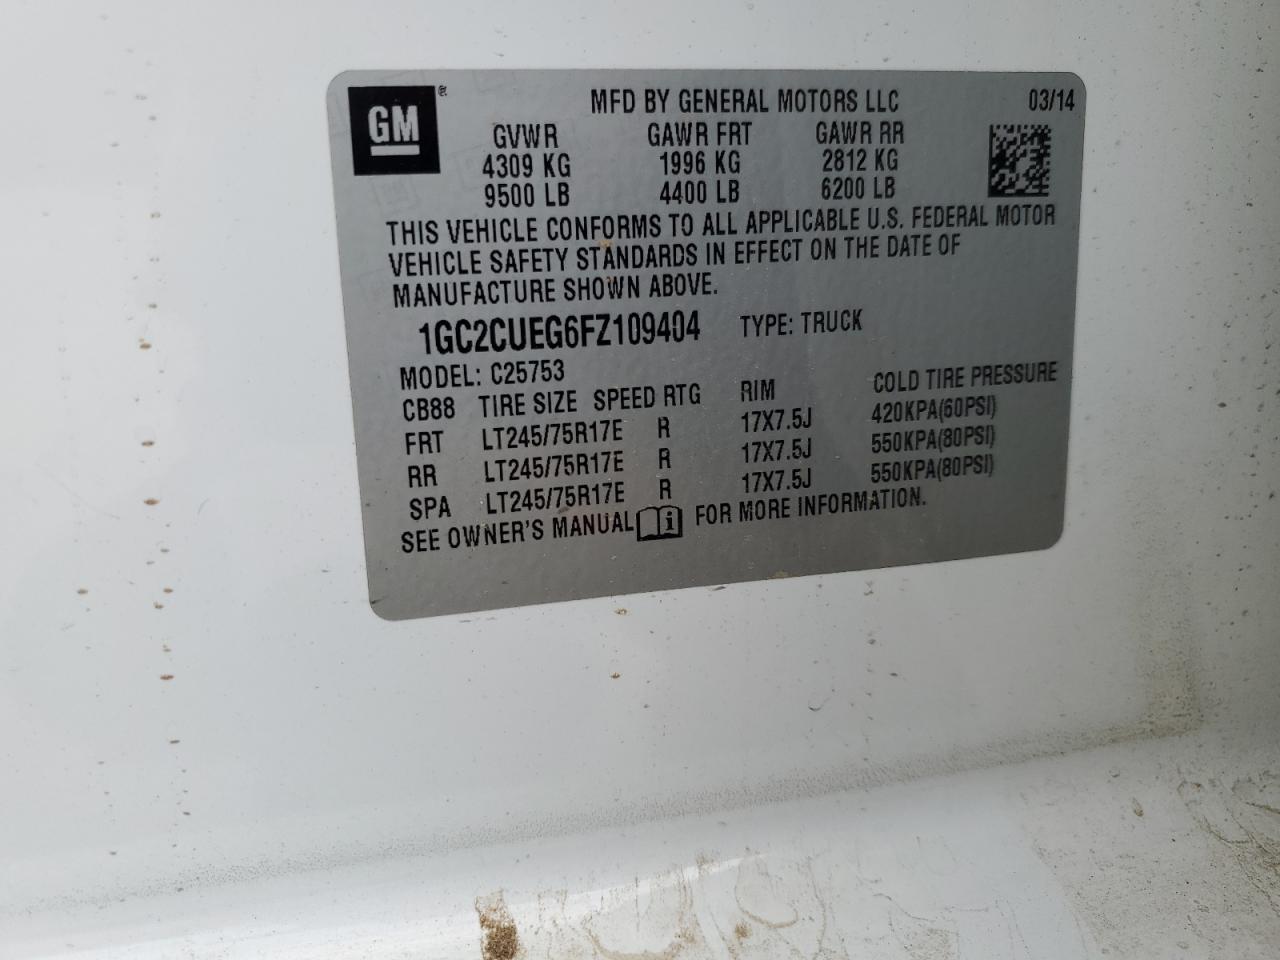 GM ®
MFD BY GENERAL MOTORS LLC 03/14
GVWR GAWR FRT GAWR RR
4309 KG 1996 KG 2812 KG
9500 LB 4400 LB 6200 LB
THIS VEHICLE CONFORMS TO ALL APPLICABLE U.S. FEDERAL MOTOR
VEHICLE SAFETY STANDARDS IN EFFECT ON THE DATE OF
MANUFACTURE SHOWN ABOVE.
1GC2CUEG6FZ109404 TYPE: TRUCK
MODEL: C25753
CB88 TIRE SIZE SPEED RTG RIM COLD TIRE PRESSURE
FRT LT245/75R17E R 17X7.5J 420KPA(60PSI)
RR LT245/75R17E R 17X7.5J 550KPA(80PSI)
SPA LT245/75R17E R 17X7.5J 550KPA(80PSI)
SEE OWNER'S MANUAL FOR MORE INFORMATION.